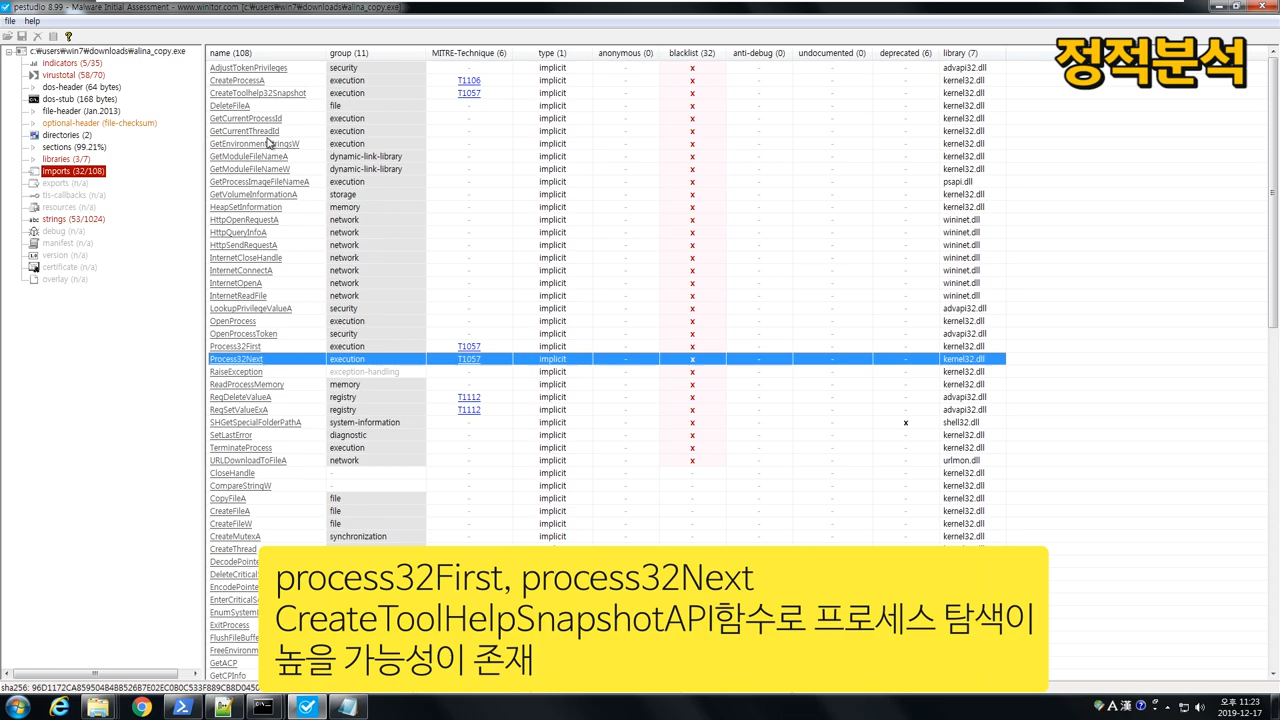 pestudio 8.99 - Malware Initial Assessment - www.winitor.com [c:₩users₩win7₩downloads₩alina_copy.exe]
file help
?
정적분석
c:₩users₩win7₩downloads₩alina_copy.exe
indicators (5/35)
virustotal (58/70)
dos-header (64 bytes)
dos-stub (168 bytes)
file-header (Jan.2013)
optional-header (file-checksum)
directories (2)
sections (99.21%)
libraries (3/7)
imports (32/108)
exports (n/a)
tls-callbacks (n/a)
resources (n/a)
abc strings (53/1024)
debug (n/a)
manifest (n/a)
version (n/a)
certificate (n/a)
overlay (n/a)
name (108) group (11) MITRE-Technique (6) type (1) anonymous (0) blacklist (32) anti-debug (0) undocumented (0) deprecated (6) library (7)
AdjustTokenPrivileges security - implicit - x - - - advapi32.dll
CreateProcessA execution T1106 implicit - x - - - kernel32.dll
CreateToolhelp32Snapshot execution T1057 implicit - x - - - kernel32.dll
DeleteFileA file - implicit - x - - - kernel32.dll
GetCurrentProcessId execution - implicit - x - - - kernel32.dll
GetCurrentThreadId execution - implicit - x - - - kernel32.dll
GetEnvironmentStringsW execution - implicit - x - - - kernel32.dll
GetModuleFileNameA dynamic-link-library - implicit - x - - - kernel32.dll
GetModuleFileNameW dynamic-link-library - implicit - x - - - kernel32.dll
GetProcessImageFileNameA execution - implicit - x - - - psapi.dll
GetVolumeInformationA storage - implicit - x - - - kernel32.dll
HeapSetInformation memory - implicit - x - - - kernel32.dll
HttpOpenRequestA network - implicit - x - - - wininet.dll
HttpQueryInfoA network - implicit - x - - - wininet.dll
HttpSendRequestA network - implicit - x - - - wininet.dll
InternetCloseHandle network - implicit - x - - - wininet.dll
InternetConnectA network - implicit - x - - - wininet.dll
InternetOpenA network - implicit - x - - - wininet.dll
InternetReadFile network - implicit - x - - - wininet.dll
LookupPrivilegeValueA security - implicit - x - - - advapi32.dll
OpenProcess execution - implicit - x - - - kernel32.dll
OpenProcessToken security - implicit - x - - - advapi32.dll
Process32First execution T1057 implicit - x - - - kernel32.dll
Process32Next execution T1057 implicit - x - - - kernel32.dll
RaiseException exception-handling - implicit - x - - - kernel32.dll
ReadProcessMemory memory - implicit - x - - - kernel32.dll
RegDeleteValueA registry T1112 implicit - x - - - advapi32.dll
RegSetValueExA registry T1112 implicit - x - - - advapi32.dll
SHGetSpecialFolderPathA system-information - implicit - x - - x shell32.dll
SetLastError diagnostic - implicit - x - - - kernel32.dll
TerminateProcess execution - implicit - x - - - kernel32.dll
URLDownloadToFileA network - implicit - x - - - urlmon.dll
CloseHandle - - implicit - - - - - kernel32.dll
CompareStringW - - implicit - - - - - kernel32.dll
CopyFileA file - implicit - - - - - kernel32.dll
CreateFileA file - implicit - - - - - kernel32.dll
CreateFileW file - implicit - - - - - kernel32.dll
CreateMutexA synchronization - implicit - - - - - kernel32.dll
CreateThread
DecodePointe
DeleteCritical
EncodePointe
EnterCriticalS
EnumSystem
ExitProcess
FlushFileBuffe
FreeEnvironm
GetACP
GetCPInfo
process32First, process32Next
CreateToolHelpSnapshotAPI함수로 프로세스 탐색이
높을 가능성이 존재
sha256: 96D1172CA859504B4BB526B7E02EC0B0C533F889CB8D0450
A 漢 ?
오후 11:23
2019-12-17